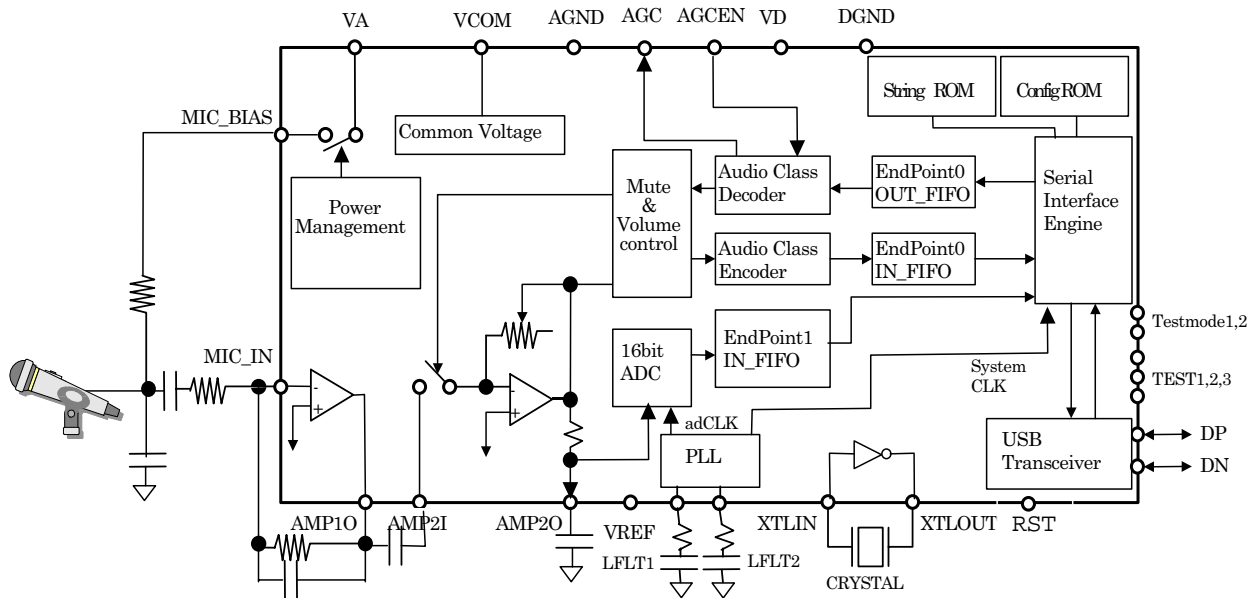 VA
VCOM
AGND
AGC
AGCEN
VD
DGND
MIC_BIAS
Common Voltage
String ROM
Config ROM
Power
Management
Mute
&
Volume
control
Audio Class
Decoder
EndPoint0
OUT_FIFO
Serial
Interface
Engine
Audio Class
Encoder
EndPoint0
IN_FIFO
MIC_IN
16bit
ADC
EndPoint1
IN_FIFO
Testmode1,2
System
CLK
TEST1,2,3
-
+
-
+
adCLK
PLL
USB
Transceiver
DP
DN
AMP1O
AMP2I
AMP2O
VREF
LFLT1
LFLT2
XTLIN
XTLOUT
RST
CRYSTAL